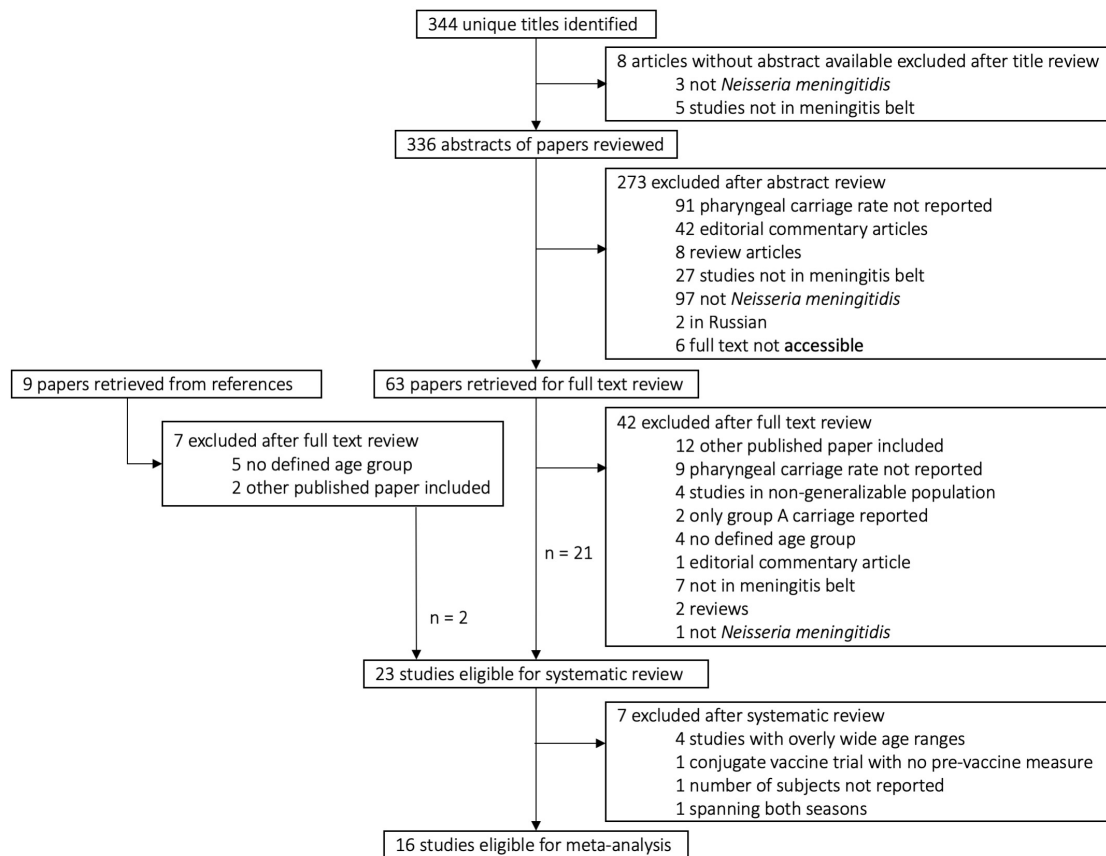 344 unique titles identified
8 articles without abstract available excluded after title review
3 not Neisseria meningitidis
5 studies not in meningitis belt
336 abstracts of papers reviewed
273 excluded after abstract review
91 pharyngeal carriage rate not reported
42 editorial commentary articles
8 review articles
27 studies not in meningitis belt
97 not Neisseria meningitidis
2 in Russian
6 full text not accessible
9 papers retrieved from references
63 papers retrieved for full text review
7 excluded after full text review
5 no defined age group
2 other published paper included
42 excluded after full text review
12 other published paper included
9 pharyngeal carriage rate not reported
4 studies in non-generalizable population
2 only group A carriage reported
4 no defined age group
1 editorial commentary article
7 not in meningitis belt
2 reviews
1 not Neisseria meningitidis
n = 21
n = 2
23 studies eligible for systematic review
7 excluded after systematic review
4 studies with overly wide age ranges
1 conjugate vaccine trial with no pre-vaccine measure
1 number of subjects not reported
1 spanning both seasons
16 studies eligible for meta-analysis